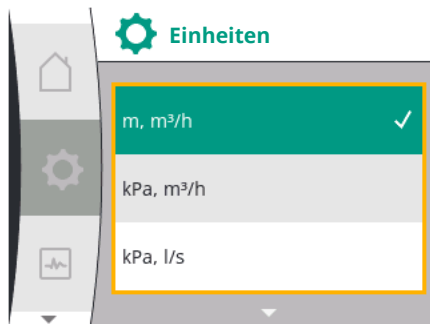 Einheiten
m, m³/h
kPa, m³/h
kPa, l/s